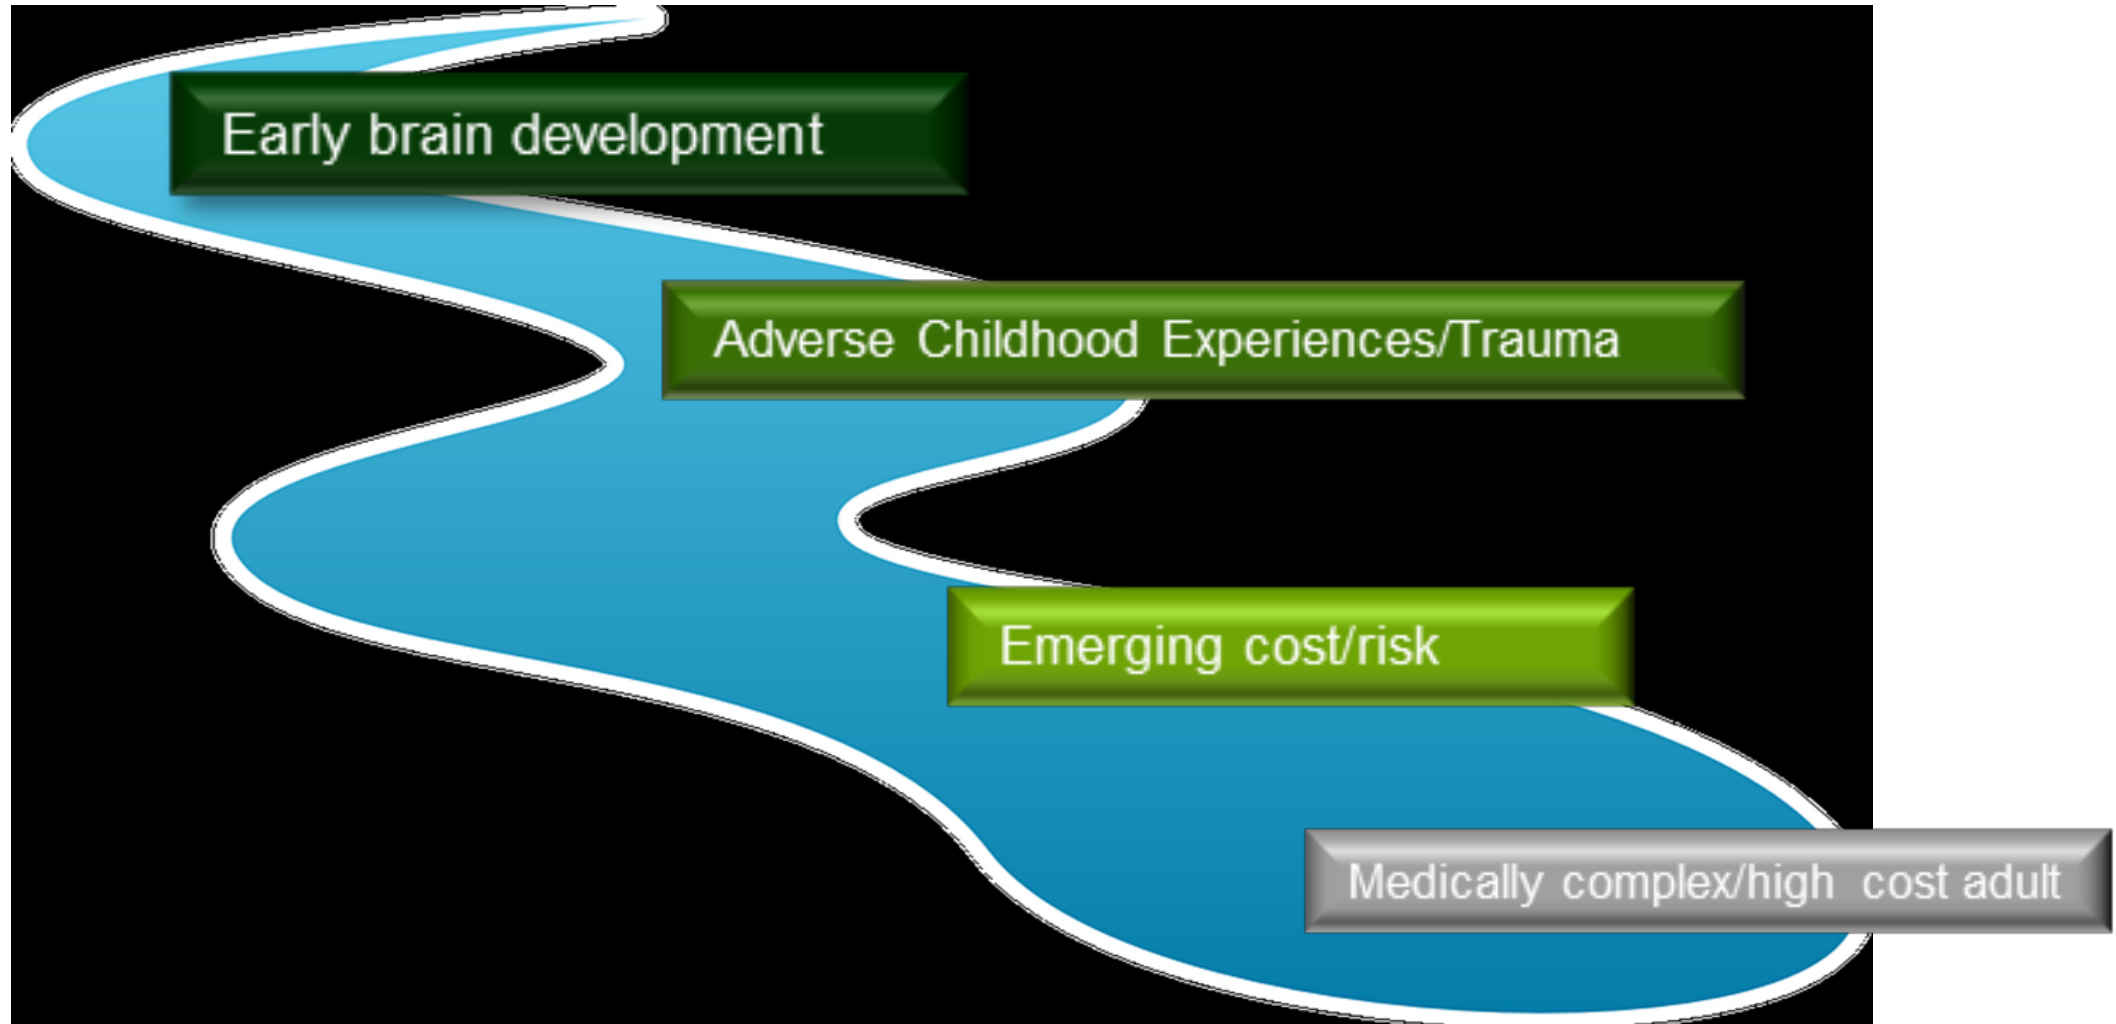 Early brain development
Adverse Childhood Experiences/Trauma
Emerging cost/risk
Medically complex/high cost adult